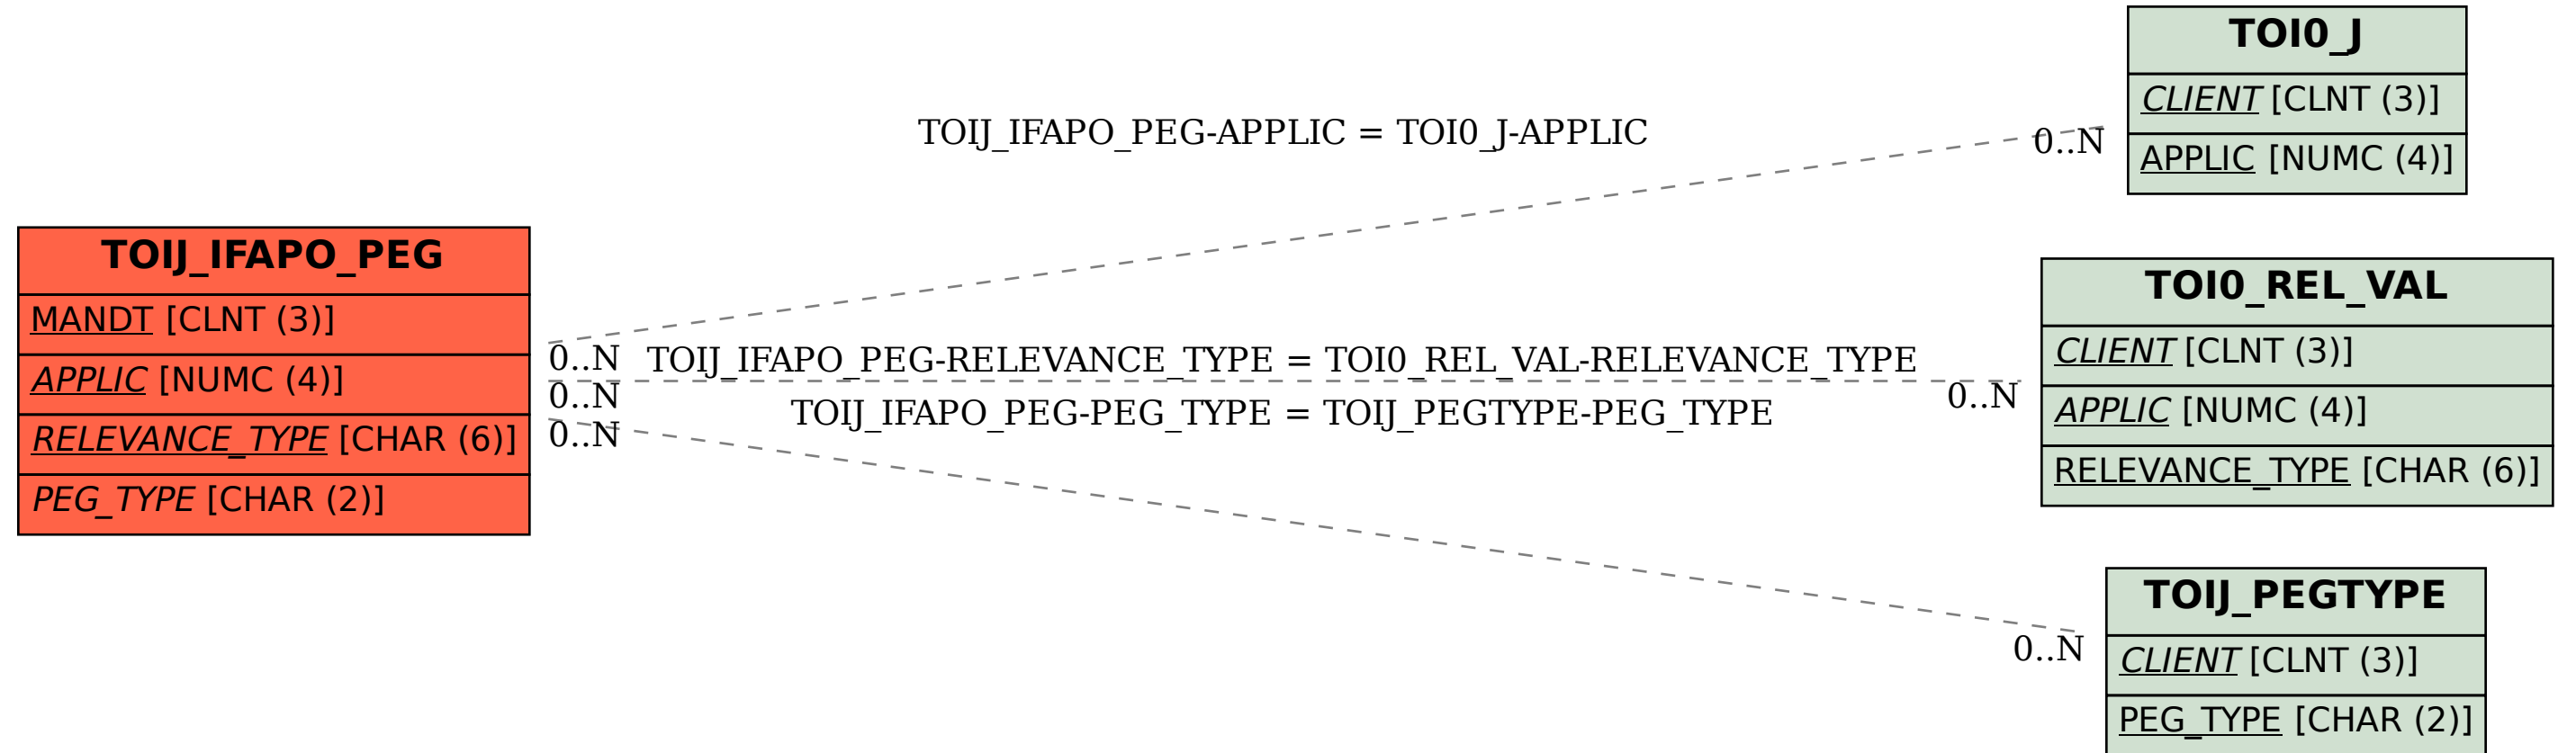 TOIJ_IFAPO_PEG
MANDT [CLNT (3)]
APPLIC [NUMC (4)]
RELEVANCE_TYPE [CHAR (6)]
PEG_TYPE [CHAR (2)]
TOIJ_IFAPO_PEG-APPLIC = TOI0_J-APPLIC
0..N
0..N
TOIJ_IFAPO_PEG-RELEVANCE_TYPE = TOI0_REL_VAL-RELEVANCE_TYPE
0..N
0..N
TOIJ_IFAPO_PEG-PEG_TYPE = TOIJ_PEGTYPE-PEG_TYPE
0..N
0..N
TOI0_J
CLIENT [CLNT (3)]
APPLIC [NUMC (4)]
TOI0_REL_VAL
CLIENT [CLNT (3)]
APPLIC [NUMC (4)]
RELEVANCE_TYPE [CHAR (6)]
TOIJ_PEGTYPE
CLIENT [CLNT (3)]
PEG_TYPE [CHAR (2)]